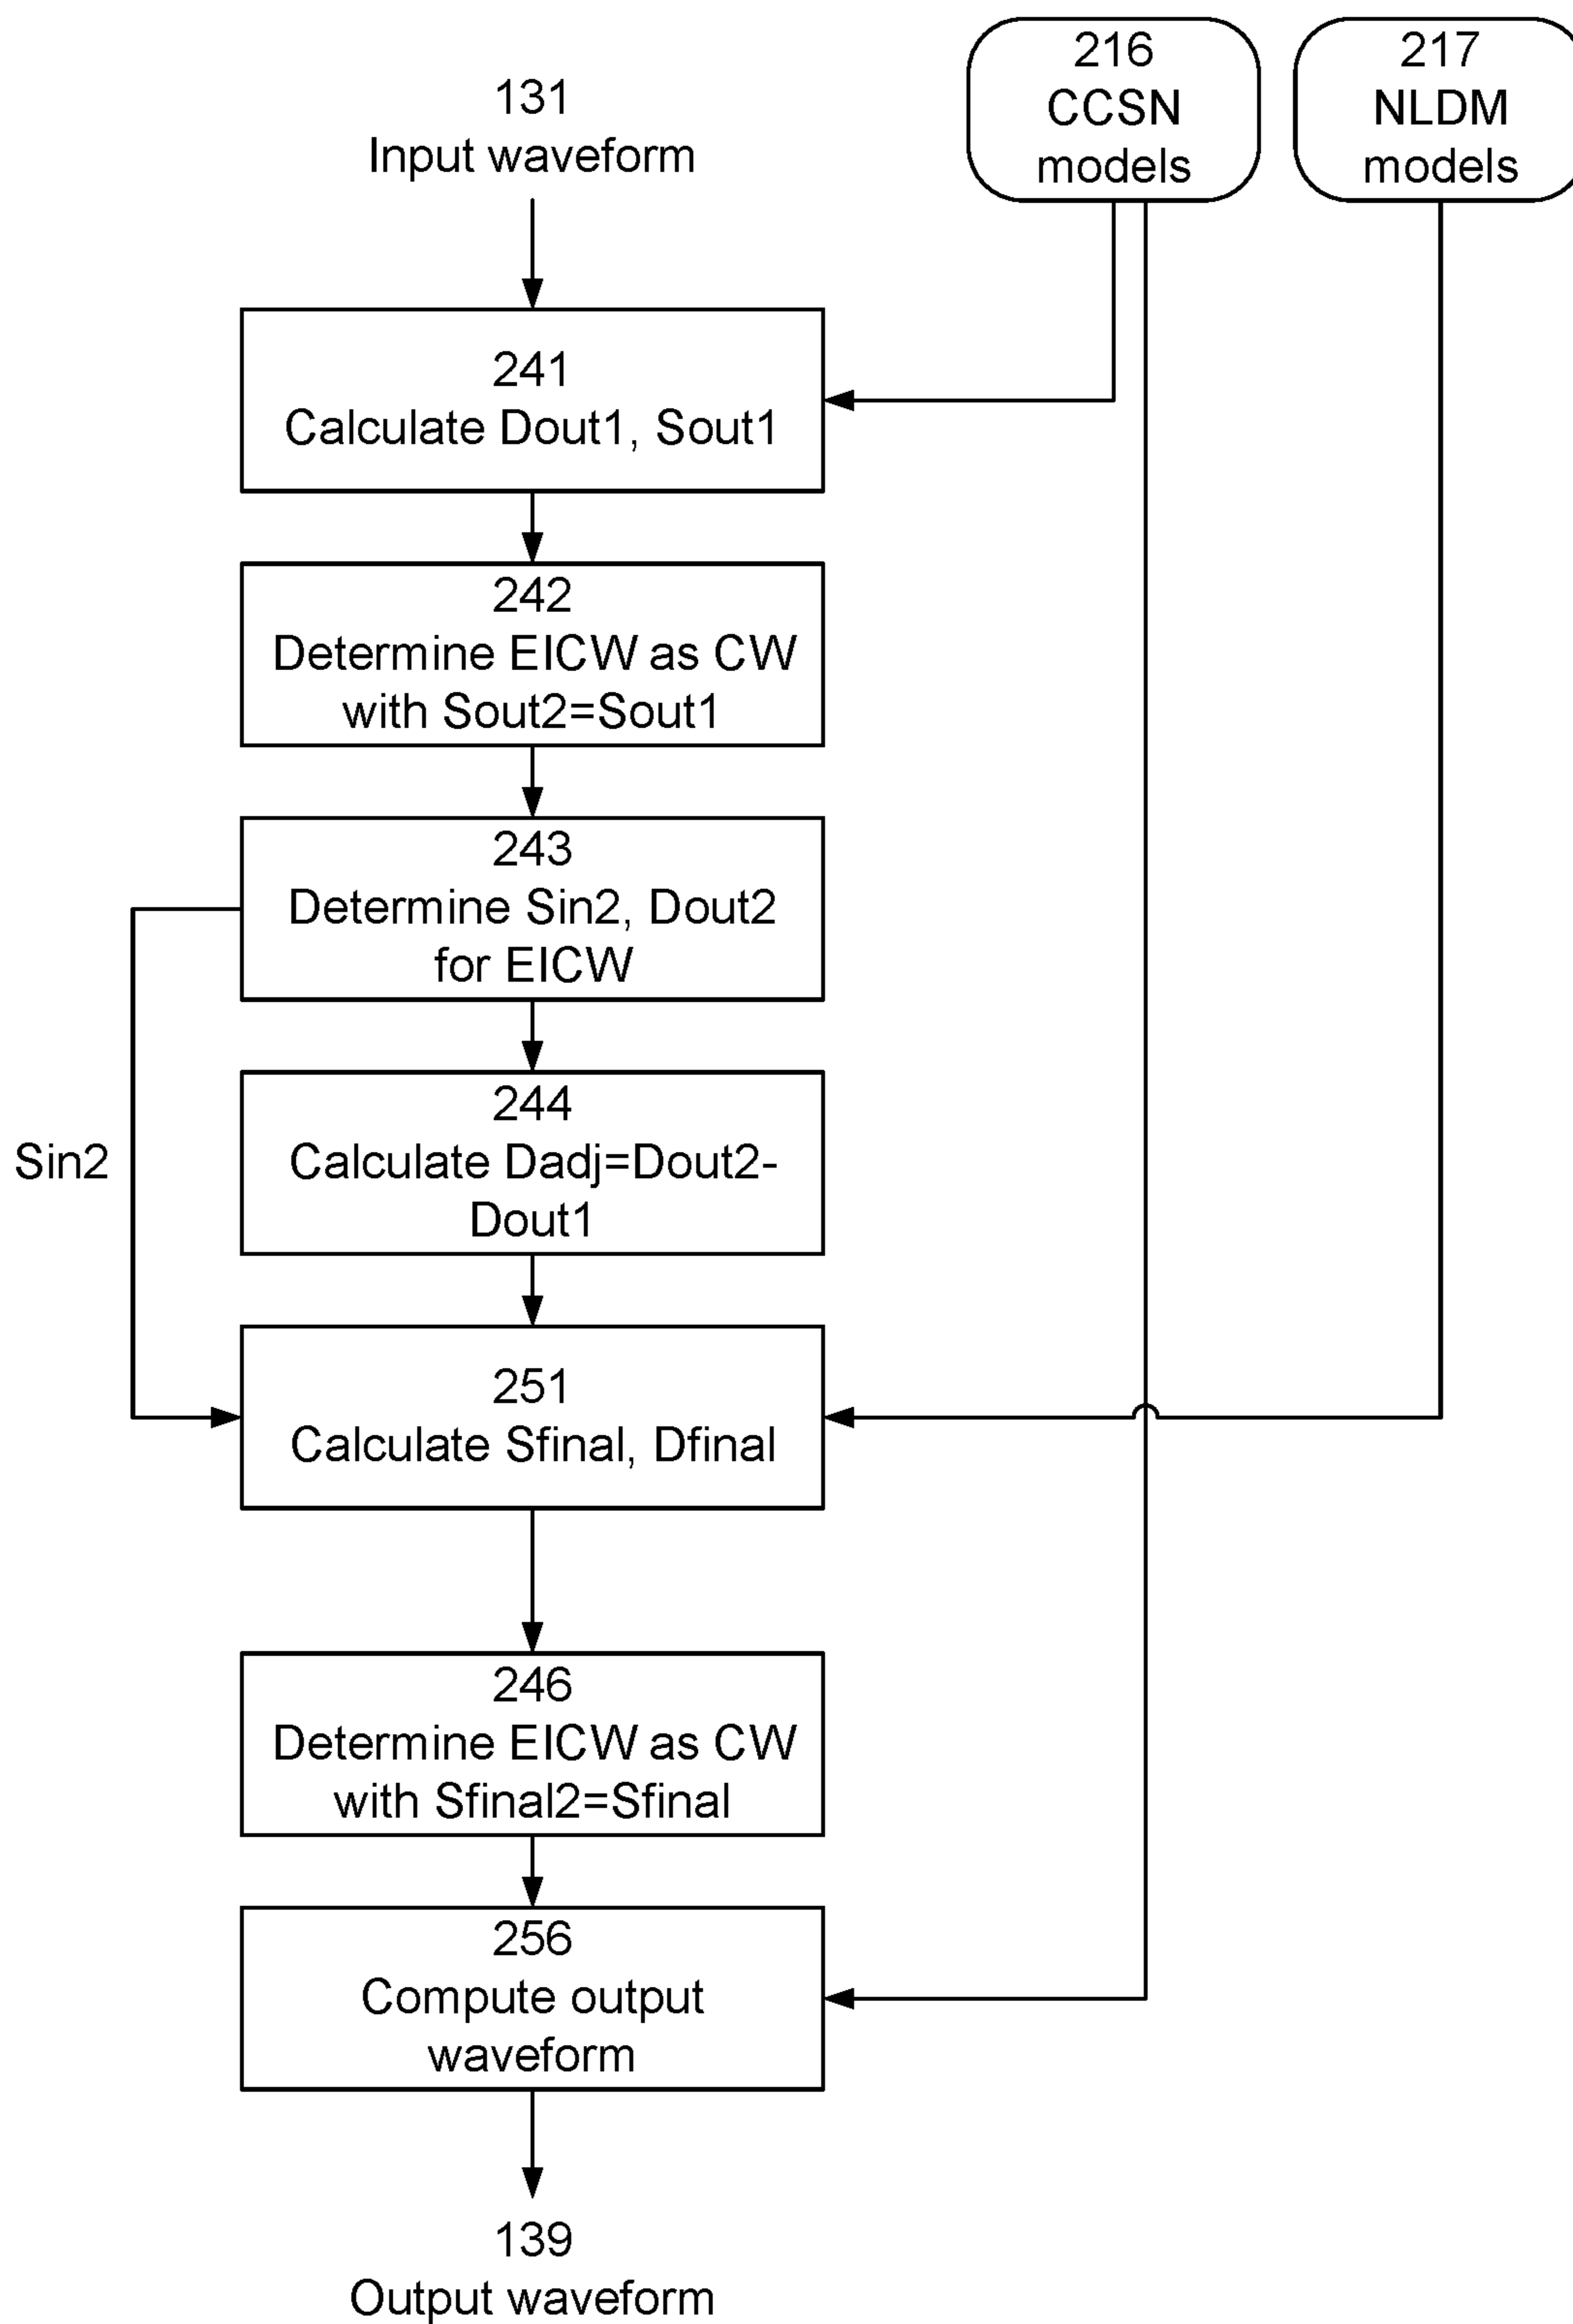 216
CCSN
models
217
NLDM
models
131
Input waveform
241
Calculate Dout1, Sout1
242
Determine EICW as CW
with Sout2=Sout1
243
Determine Sin2, Dout2
for EICW
244
Calculate Dadj=Dout2-
Dout1
Sin2
251
Calculate Sfinal, Dfinal
246
Determine EICW as CW
with Sfinal2=Sfinal
256
Compute output
waveform
139
Output waveform